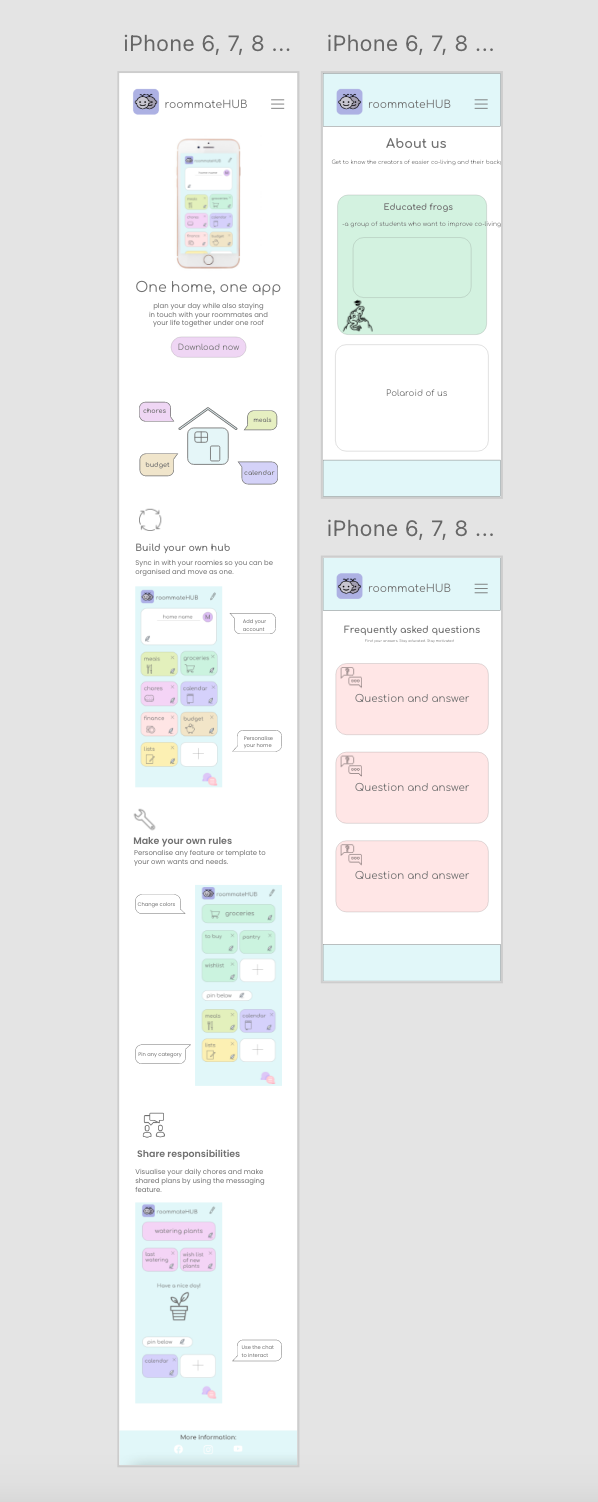 iPhone 6, 7, 8 ...
roommateHUB
roommateHUB
meals
groceries
chores
calendar
finance
budget
One home, one app
plan your day while also staying
in touch with your roommates and
your life together under one roof
Download now
chores
meals
budget
calendar
Build your own hub
Sync in with your roomies so you can be
organised and move as one.
roommateHUB
home name
M
meals
groceries
chores
calendar
finance
budget
lists
Add your
account
Personalise
your home
Make your own rules
Personalise any feature or template to
your own wants and needs.
Change colors
roommateHUB
groceries
to buy
pantry
wishlist
pin below
meals
calendar
lists
Pin any category
Share responsibilities
Visualise your daily chores and make
shared plans by using the messaging
feature.
roommateHUB
watering plants
last
watering
wish list
of new
plants
Have a nice day!
pin below
calendar
Use the chat
to interact
More information:
iPhone 6, 7, 8 ...
roommateHUB
About us
Get to know the creators of easier co-living and their back
Educated frogs
-a group of students who want to improve co-living
Polaroid of us
iPhone 6, 7, 8 ...
roommateHUB
Frequently asked questions
Find your answers. Stay educated. Stay motivated.
Question and answer
Question and answer
Question and answer